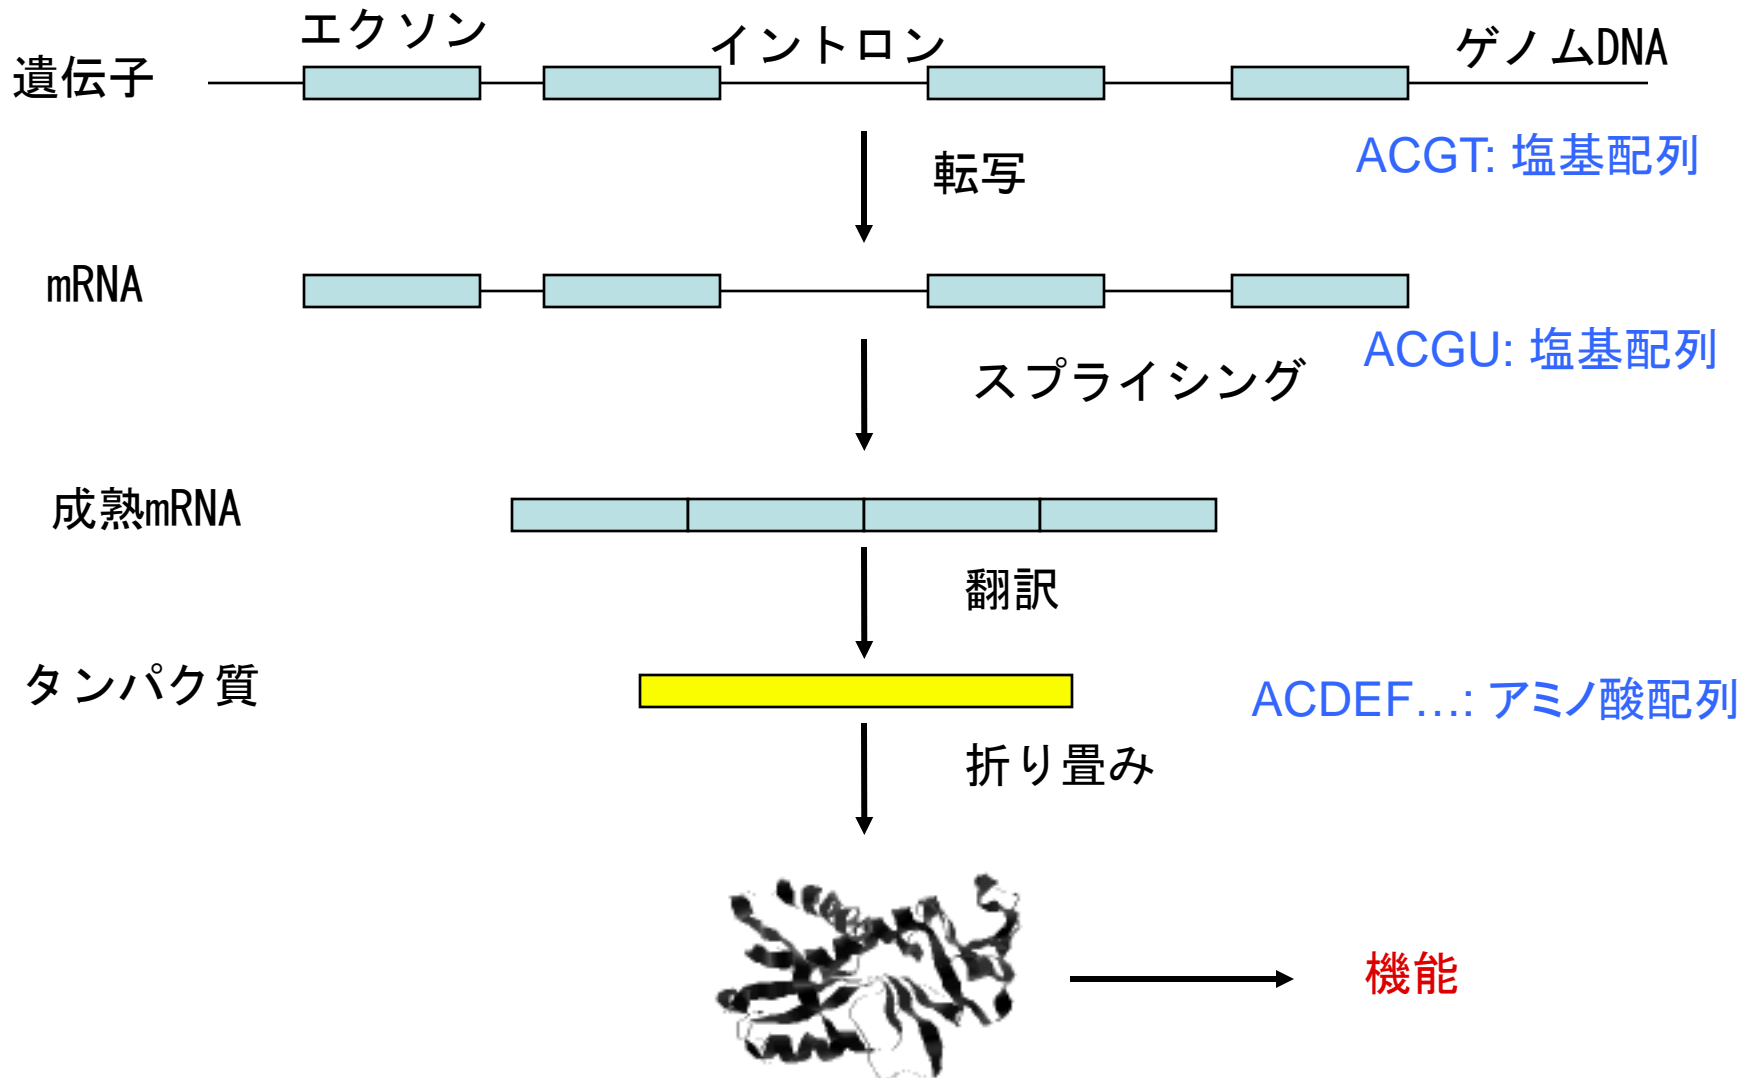 エクソン
イントロン
ゲノムDNA
遺伝子
転写
ACGT: 塩基配列
mRNA
ACGU: 塩基配列
スプライシング
成熟mRNA
翻訳
タンパク質
ACDEF…: アミノ酸配列
折り畳み
機能